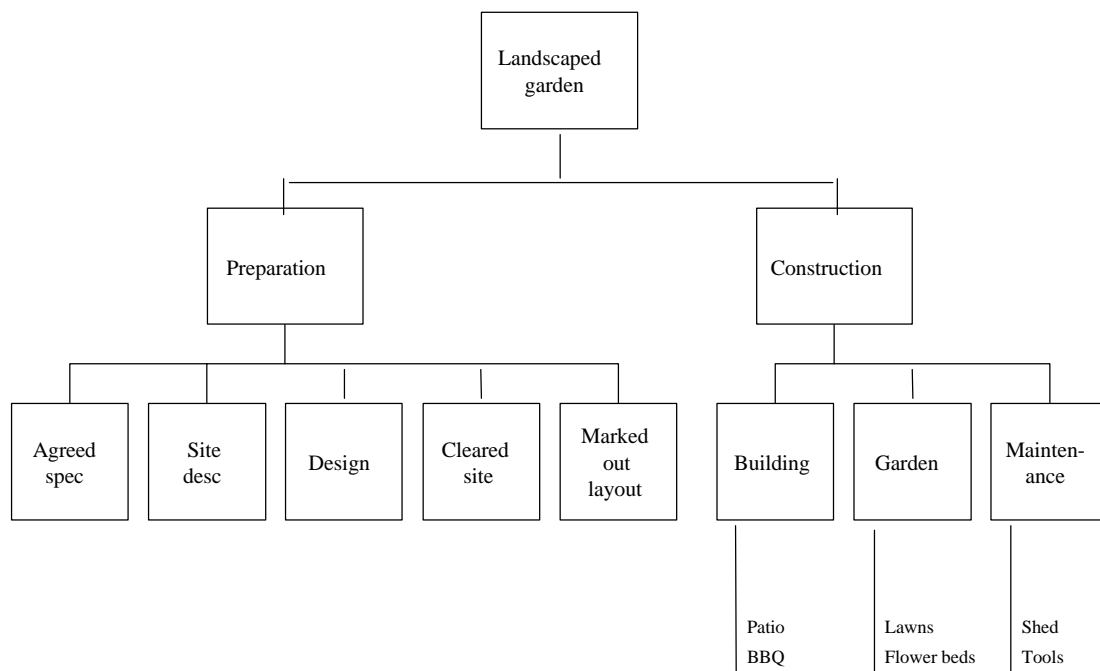 Landscaped
garden
Preparation
Construction
Agreed
spec
Site
desc
Design
Cleared
site
Marked
out
layout
Building
Garden
Mainten-
ance
Patio
BBQ
Lawns
Flower beds
Shed
Tools